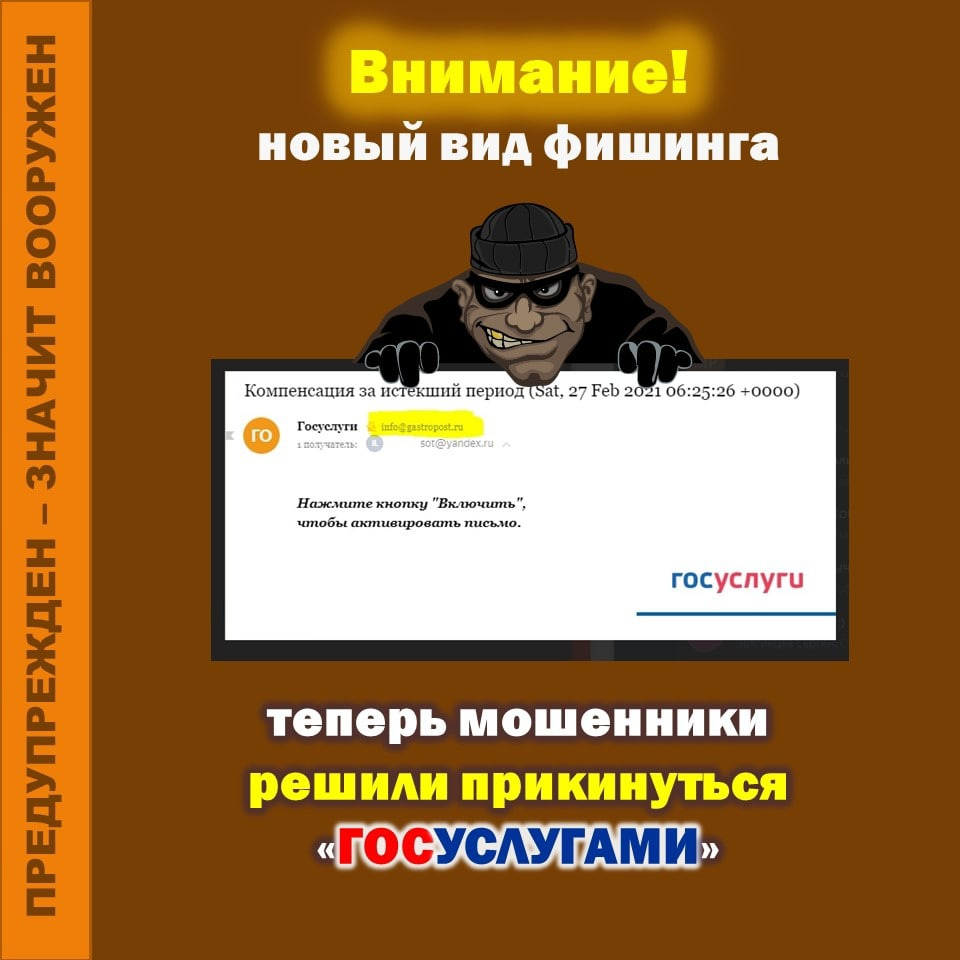 ПРЕДУПРЕЖДЕН – ЗНАЧИТ ВООРУЖЕН
Внимание!
новый вид фишинга
Компенсация за истекший период (Sat, 27 Feb 2021 06:25:26 +0000)
ГО
Госуслуги info@gastropost.ru
1 получатель: sot@yandex.ru
Нажмите кнопку "Включить",
чтобы активировать письмо.
госуслуги
теперь мошенники
решили прикинуться
«ГОСУСЛУГАМИ»